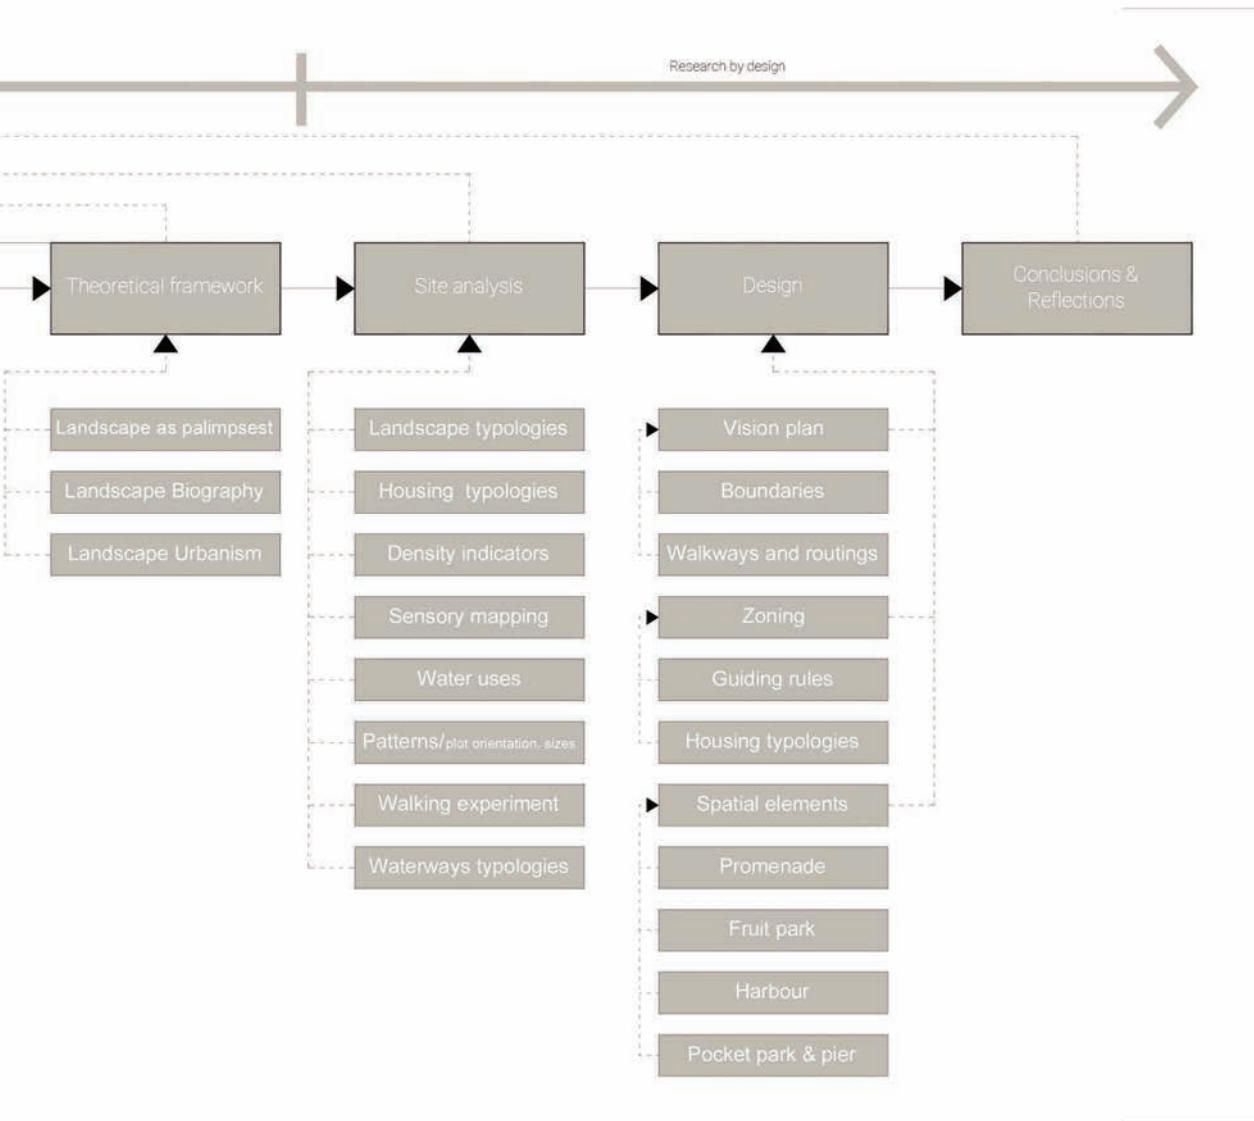 Research by design
Theoretical framework
Site analysis
Design
Conclusions &
Reflections
Landscape as palimpsest
Landscape Biography
Landscape Urbanism
Landscape typologies
Housing typologies
Density indicators
Sensory mapping
Water uses
Patterns/plot orientation, sizes
Walking experiment
Waterways typologies
Vision plan
Boundaries
Walkways and routings
Zoning
Guiding rules
Housing typologies
Spatial elements
Promenade
Fruit park
Harbour
Pocket park & pier